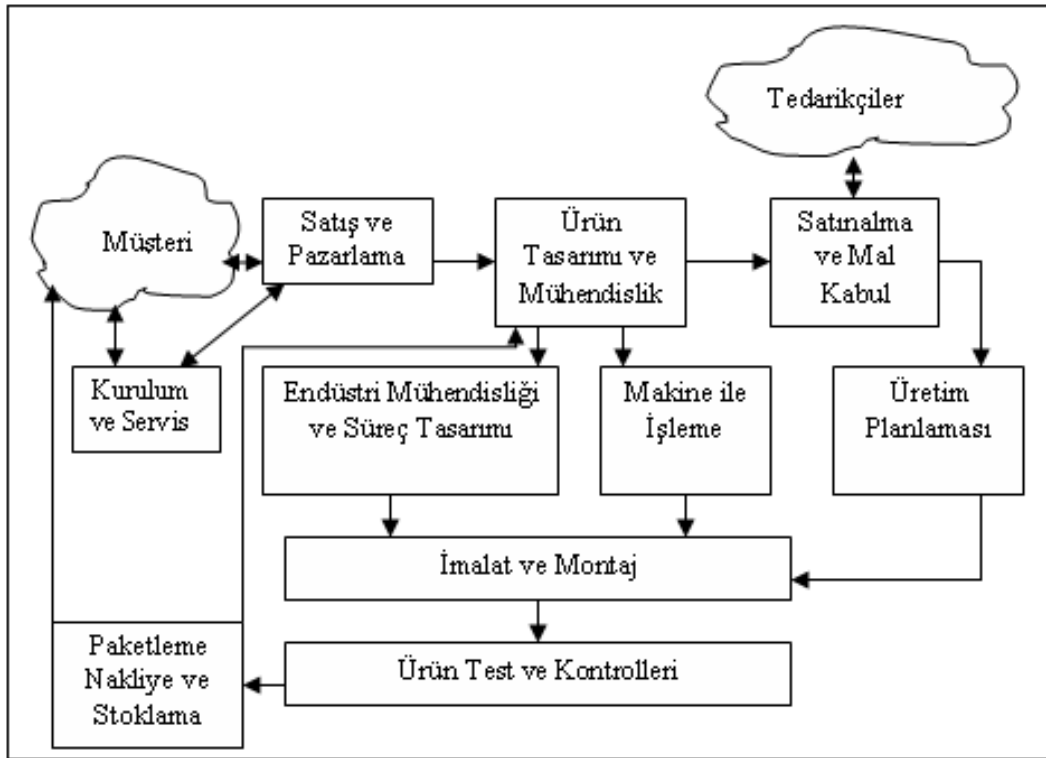 Tedarikçiler
Müşteri
Satış ve
Pazarlama
Ürün
Tasarımı ve
Mühendislik
Satınalma
ve Mal
Kabul
Kurulum
ve Servis
Endüstri Mühendisliği
ve Süreç Tasarımı
Makine ile
İşleme
Üretim
Planlaması
İmalat ve Montaj
Ürün Test ve Kontrolleri
Paketleme
Nakliye ve
Stoklama